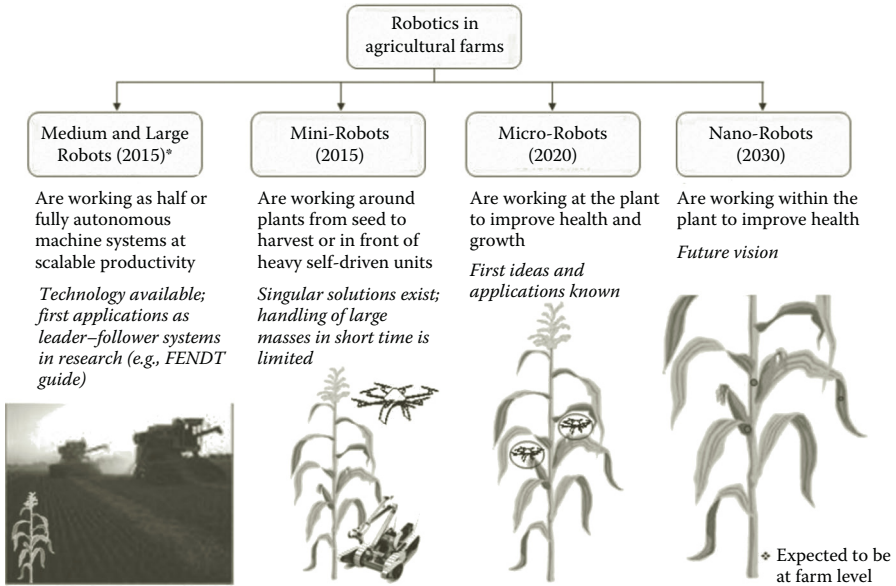 Robotics in
agricultural farms
Medium and Large
Robots (2015)*
Are working as half or
fully autonomous
machine systems at
scalable productivity
Technology available;
first applications as
leader–follower systems
in research (e.g., FENDT
guide)
Mini-Robots
(2015)
Are working around
plants from seed to
harvest or in front of
heavy self-driven units
Singular solutions exist;
handling of large
masses in short time is
limited
Micro-Robots
(2020)
Are working at the plant
to improve health and
growth
First ideas and
applications known
Nano-Robots
(2030)
Are working within the
plant to improve health
Future vision
❖ Expected to be
at farm level